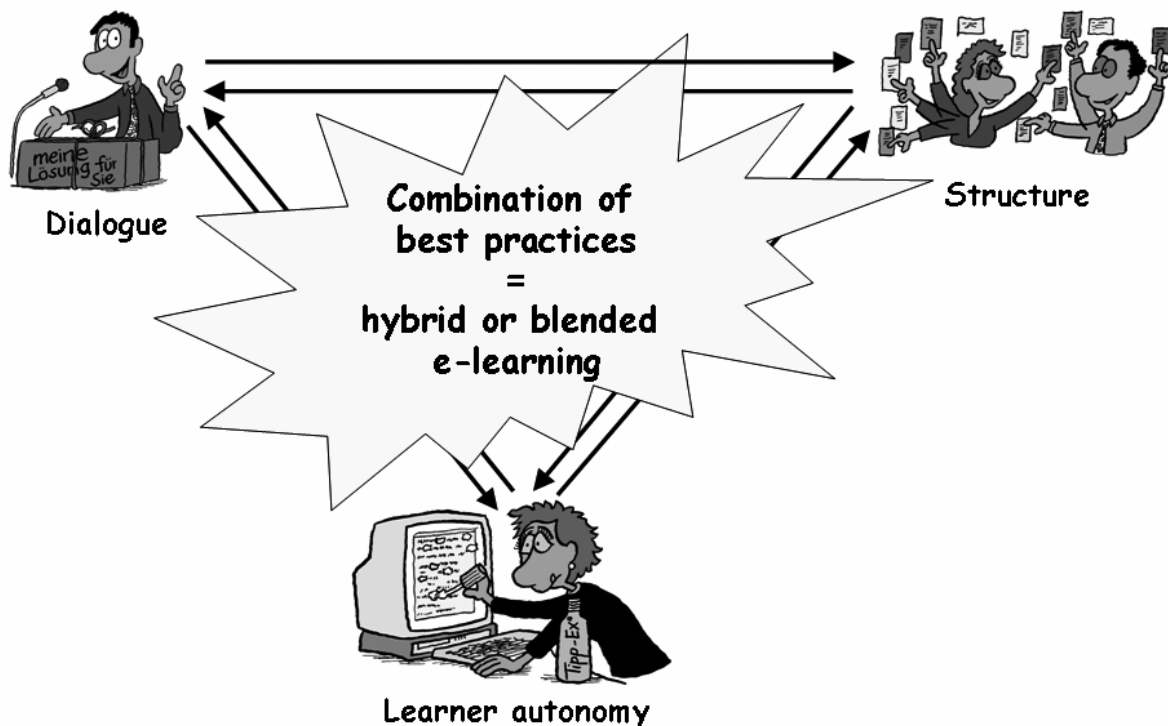 meine
Lösung für
Sie
Dialogue
Structure
Combination of
best practices
=
hybrid or blended
e-learning
Tipp-Ex
Learner autonomy